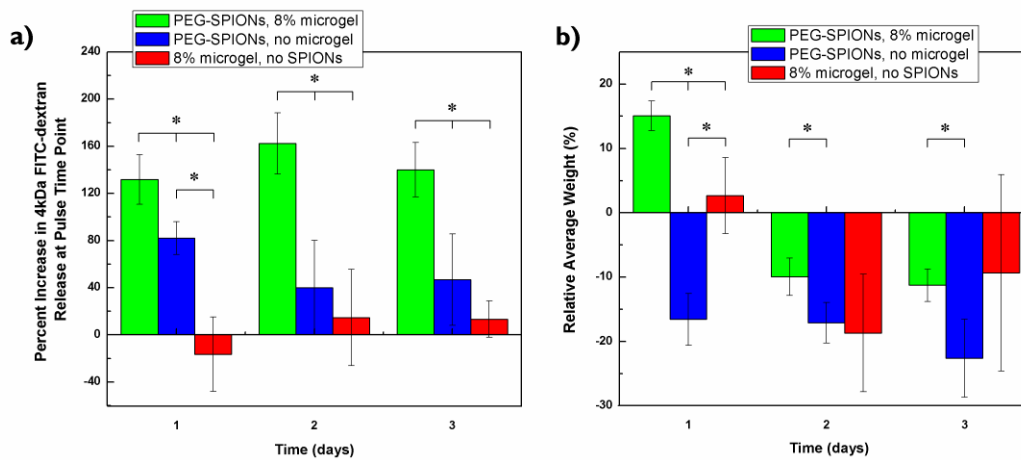 a)
PEG-SPIONs, 8% microgel
PEG-SPIONs, no microgel
8% microgel, no SPIONs
Percent Increase in 4kDa FITC-dextran
Release at Pulse Time Point
240
200
160
120
80
40
0
-40
*
*
*
*
1
2
3
Time (days)
b)
PEG-SPIONs, 8% microgel
PEG-SPIONs, no microgel
8% microgel, no SPIONs
Relative Average Weight (%)
20
10
0
-10
-20
-30
*
*
*
*
1
2
3
Time (days)